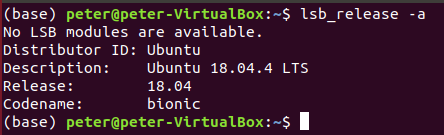 (base) peter@peter-VirtualBox:~$ lsb_release -a
No LSB modules are available.
Distributor ID: Ubuntu
Description:    Ubuntu 18.04.4 LTS
Release:        18.04
Codename:       bionic
(base) peter@peter-VirtualBox:~$